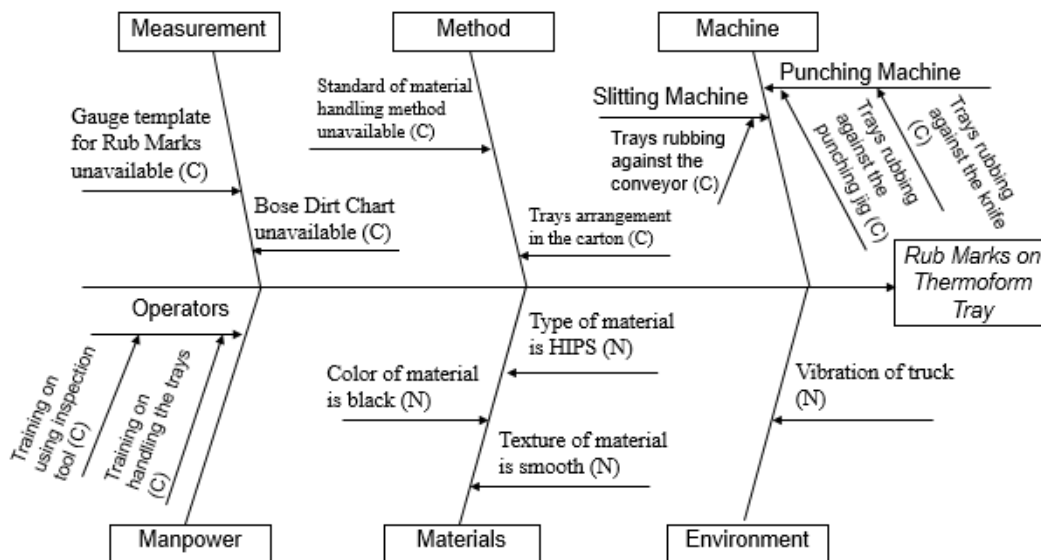 Measurement
Method
Machine
Gauge template
for Rub Marks
unavailable (C)
Bose Dirt Chart
unavailable (C)
Standard of material
handling method
unavailable (C)
Trays arrangement
in the carton (C)
Slitting Machine
Trays rubbing
against the
conveyor (C)
Punching Machine
Trays rubbing
against the
punching jig (C)
Trays rubbing
against the knife
(C)
Rub Marks on
Thermoform
Tray
Operators
Training on
using inspection
tool (C)
Training on
handling the trays
(C)
Type of material
is HIPS (N)
Color of material
is black (N)
Texture of material
is smooth (N)
Vibration of truck
(N)
Manpower
Materials
Environment